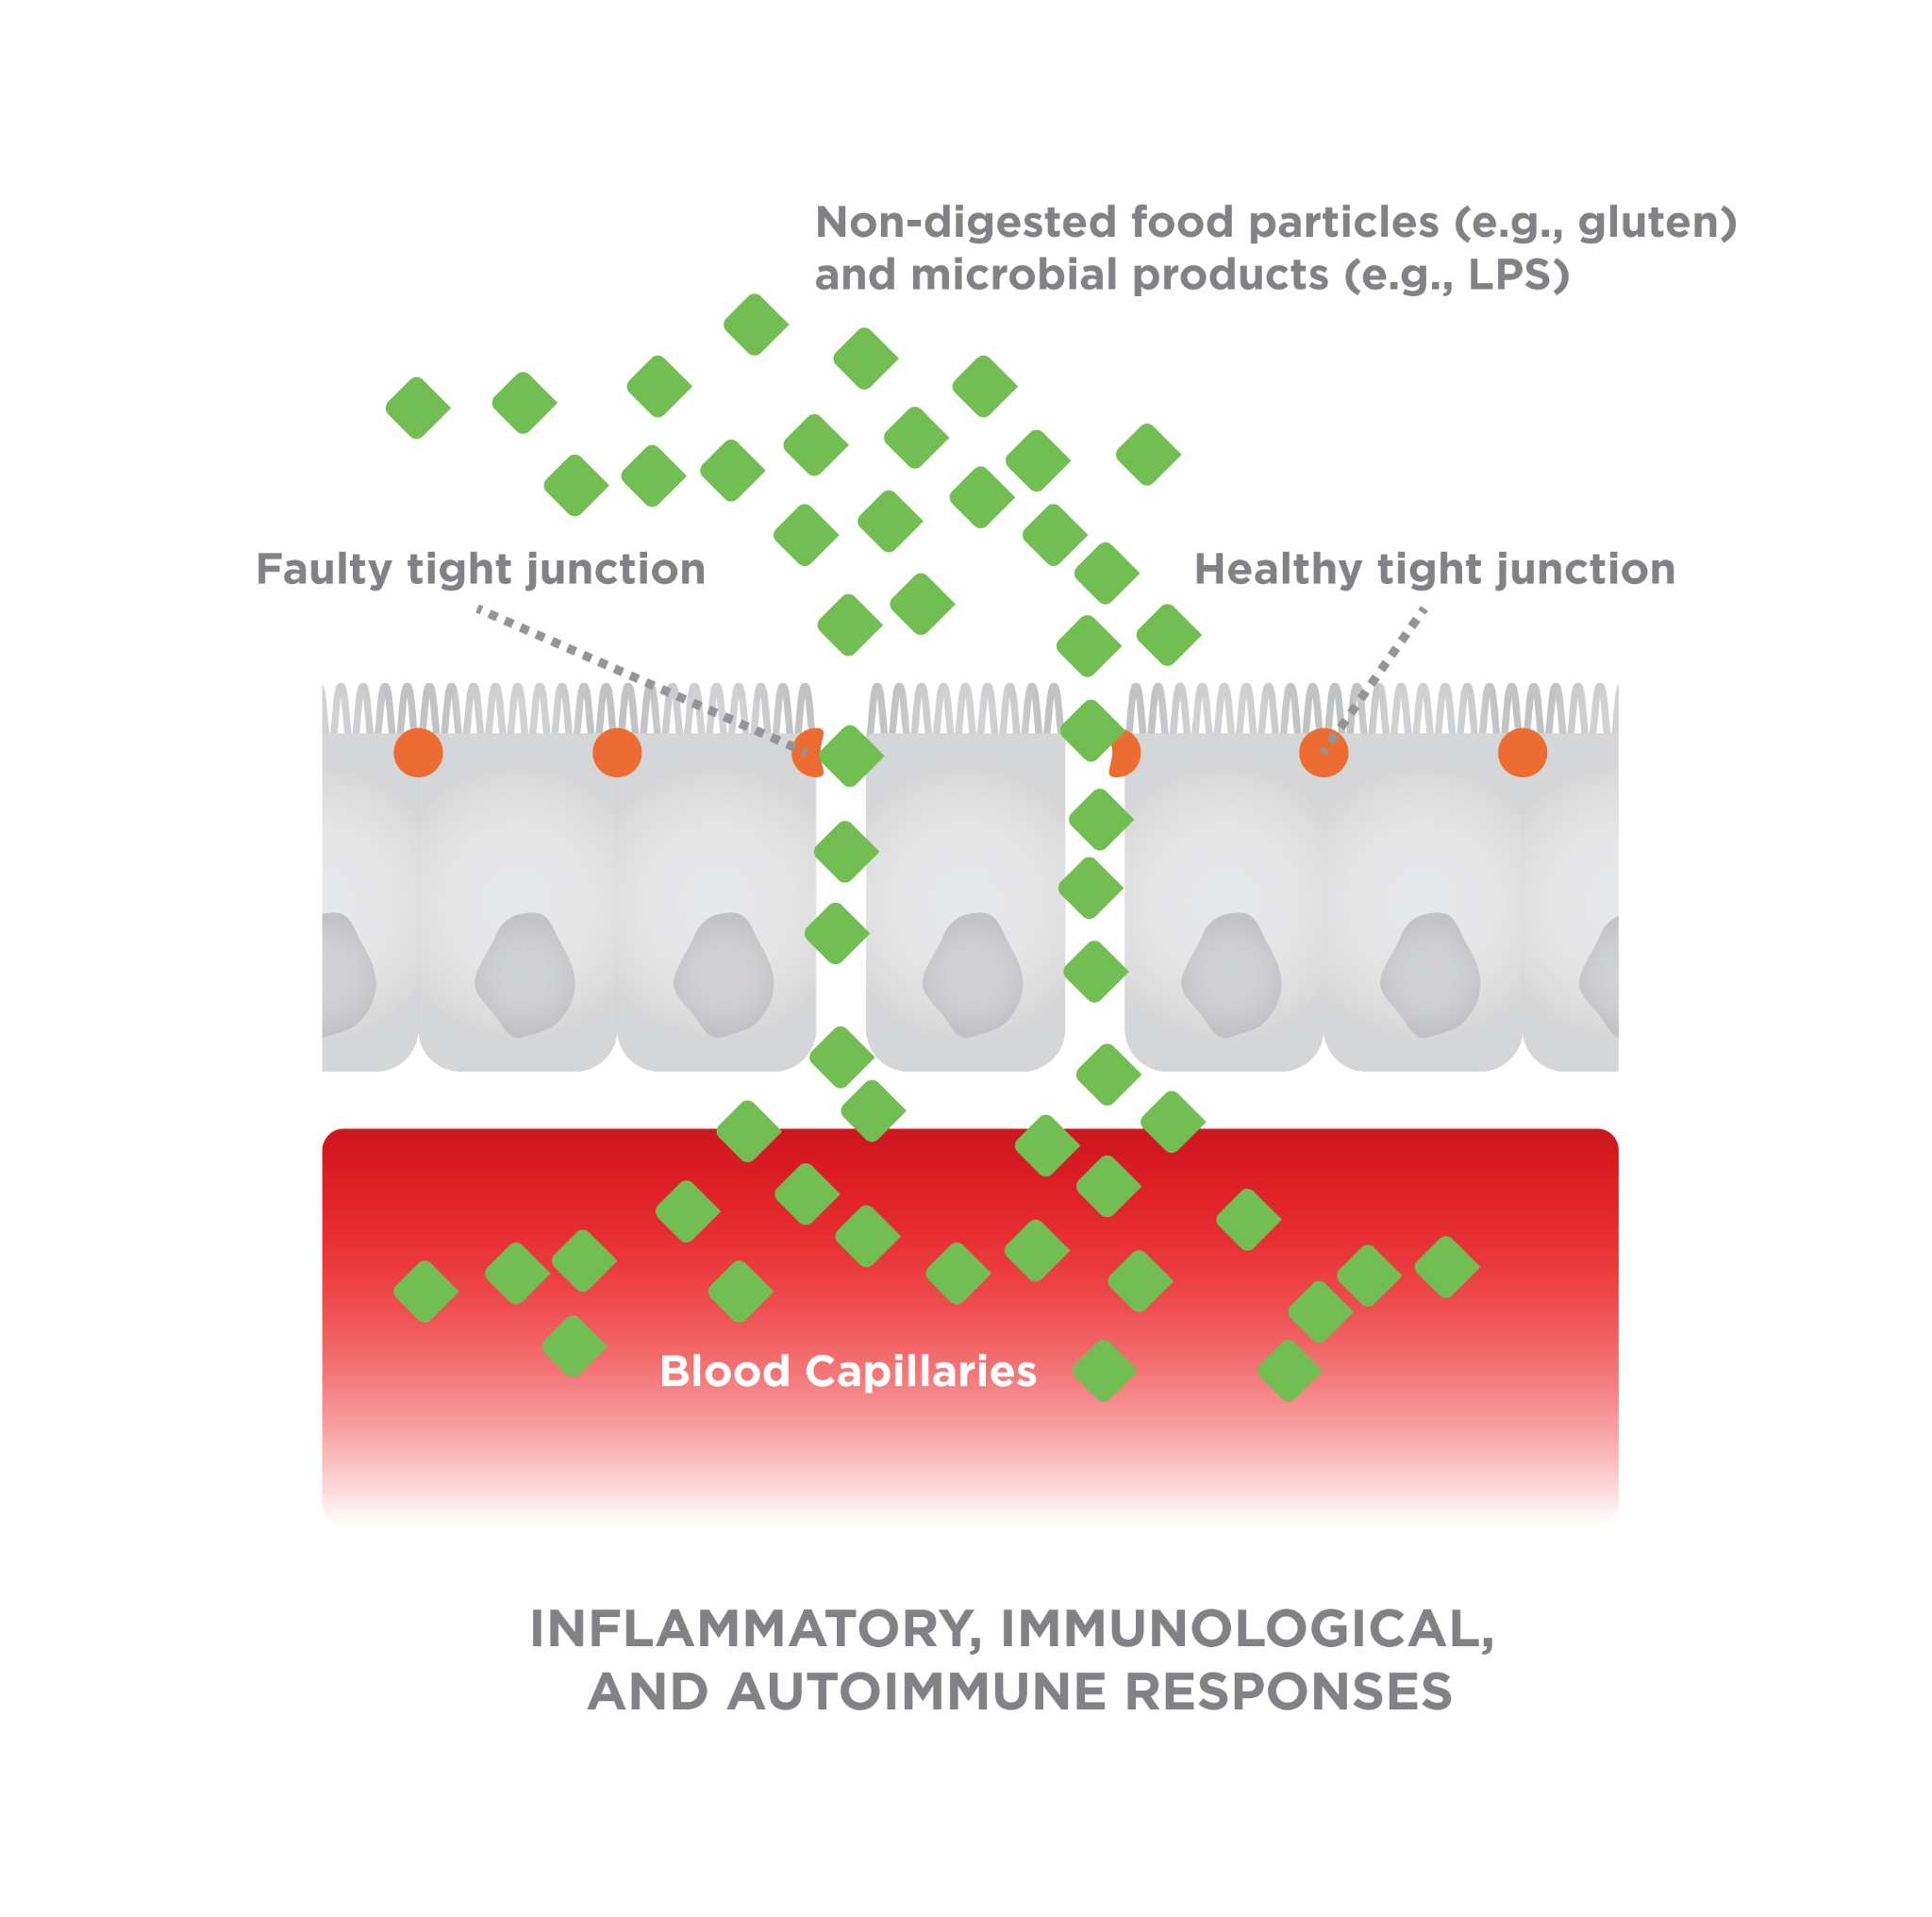 Non-digested food particles (e.g., gluten)
and microbial products (e.g., LPS)
Faulty tight junction
Healthy tight junction
Blood Capillaries
INFLAMMATORY, IMMUNOLOGICAL,
AND AUTOIMMUNE RESPONSES